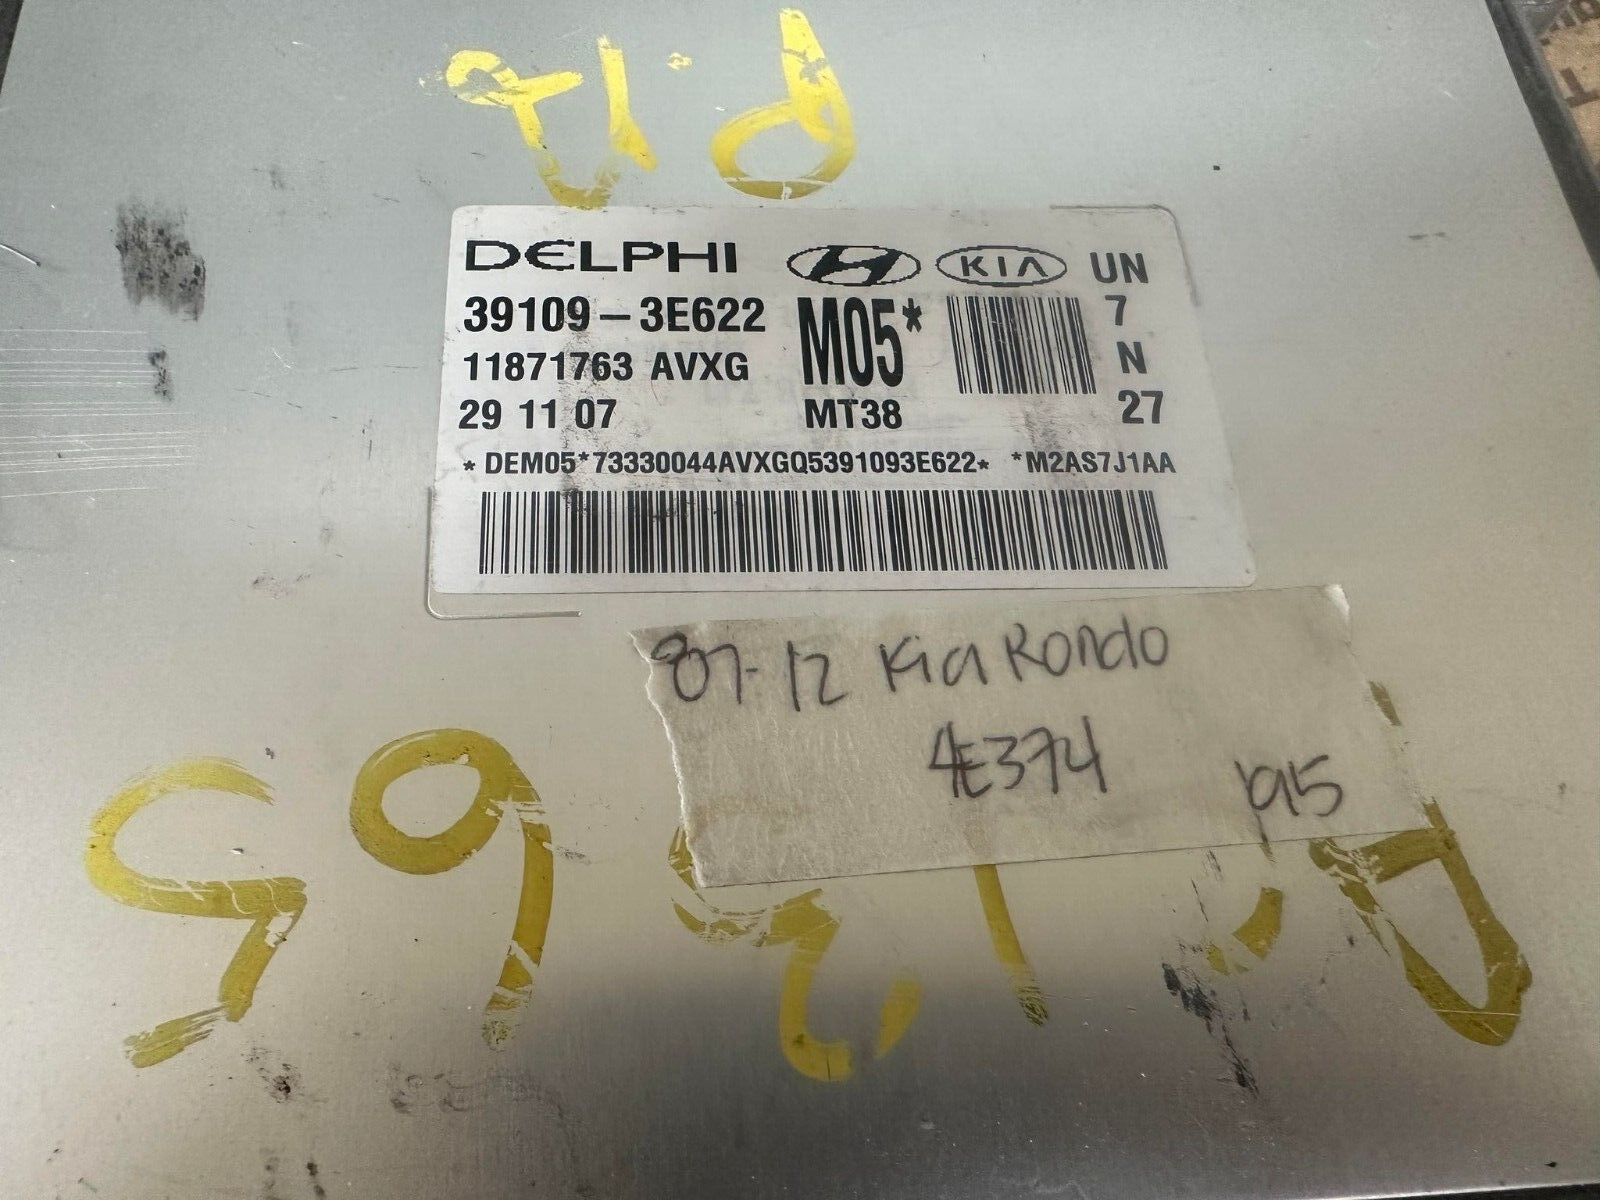 DELPHI KIA UN
39109-3E622 M05* 7
11871763 AVXG N
29 11 07 MT38 27
* DEM05*73330044AVXGQ5391093E622* *M2AS7J1AA
07-12 Kia Rondo
4E374